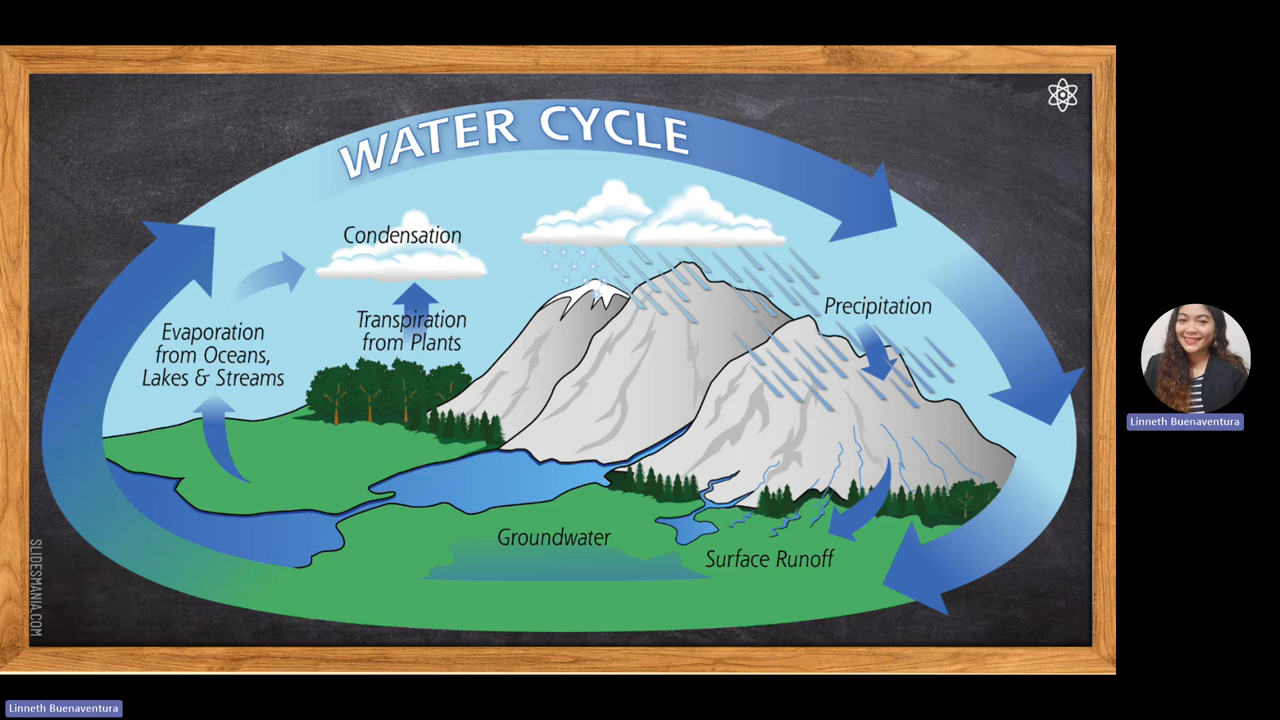 WATER CYCLE
Condensation
Precipitation
Transpiration
from Plants
Evaporation
from Oceans,
Lakes & Streams
Groundwater
Surface Runoff
SLIDESMANIA.COM
Linneth Buenaventura
Linneth Buenaventura